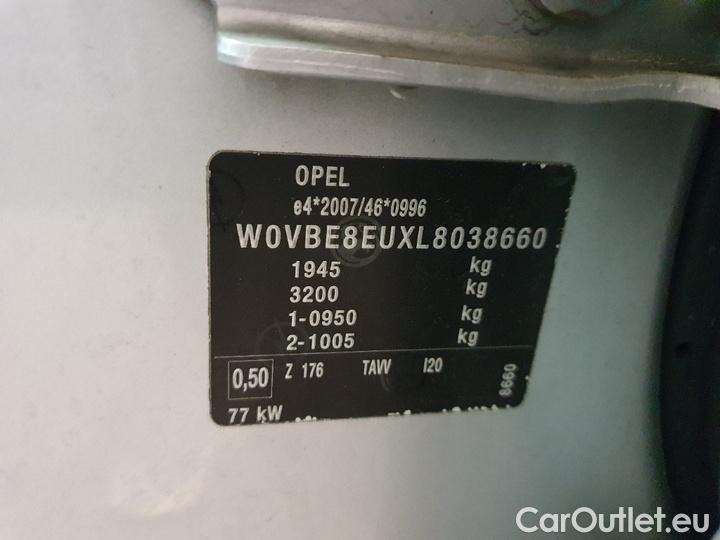 OPEL
e4*2007/46*0996
W0VBE8EUXL8038660
1945 kg
3200 kg
1-0950 kg
2-1005 kg
0,50 Z 176 TAVV I20
8660
77 kW
CarOutlet.eu